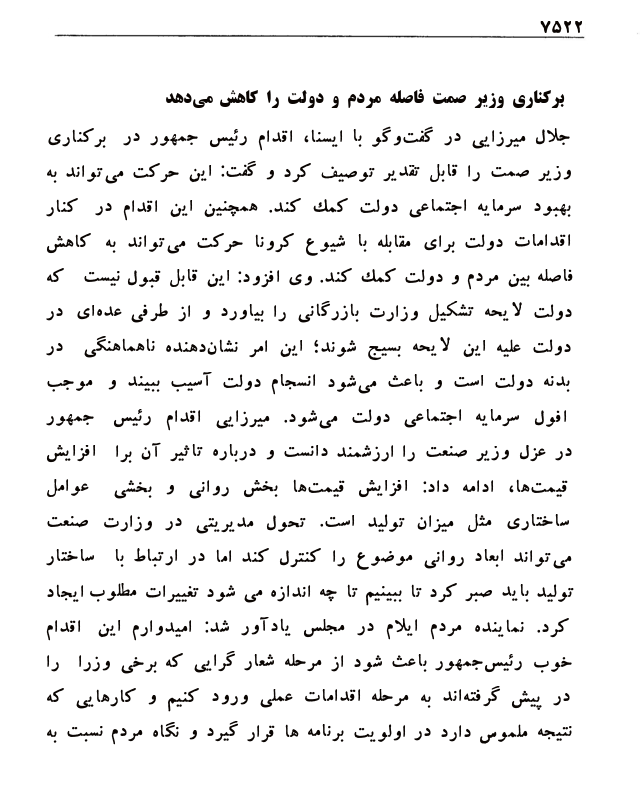 ۷۵۲۲
برکناری وزیر صمت فاصله مردم و دولت را کاهش می‌دهد
جلال میرزایی در گفت‌وگو با ایسنا، اقدام رئیس جمهور در برکناری
وزیر صمت را قابل تقدیر توصیف کرد و گفت: این حرکت می‌تواند به
بهبود سرمایه اجتماعی دولت کمك کند. همچنین این اقدام در کنار
اقدامات دولت برای مقابله با شیوع کرونا حرکت می‌تواند به کاهش
فاصله بین مردم و دولت کمك کند. وی افزود: این قابل قبول نیست که
دولت لایحه تشکیل وزارت بازرگانی را بیاورد و از طرفی عده‌ای در
دولت علیه این لایحه بسیج شوند؛ این امر نشان‌دهنده ناهماهنگی در
بدنه دولت است و باعث می‌شود انسجام دولت آسیب ببیند و موجب
افول سرمایه اجتماعی دولت می‌شود. میرزایی اقدام رئیس جمهور
در عزل وزیر صنعت را ارزشمند دانست و درباره تاثیر آن برا افزایش
قیمت‌ها، ادامه داد: افزایش قیمت‌ها بخش روانی و بخشی عوامل
ساختاری مثل میزان تولید است. تحول مدیریتی در وزارت صنعت
می‌تواند ابعاد روانی موضوع را کنترل کند اما در ارتباط با ساختار
تولید باید صبر کرد تا ببینیم تا چه اندازه می شود تغییرات مطلوب ایجاد
کرد. نماینده مردم ایلام در مجلس یادآور شد: امیدوارم این اقدام
خوب رئیس‌جمهور باعث شود از مرحله شعار گرایی که برخی وزرا را
در پیش گرفته‌اند به مرحله اقدامات عملی ورود کنیم و کارهایی که
نتیجه ملموس دارد در اولویت برنامه ها قرار گیرد و نگاه مردم نسبت به